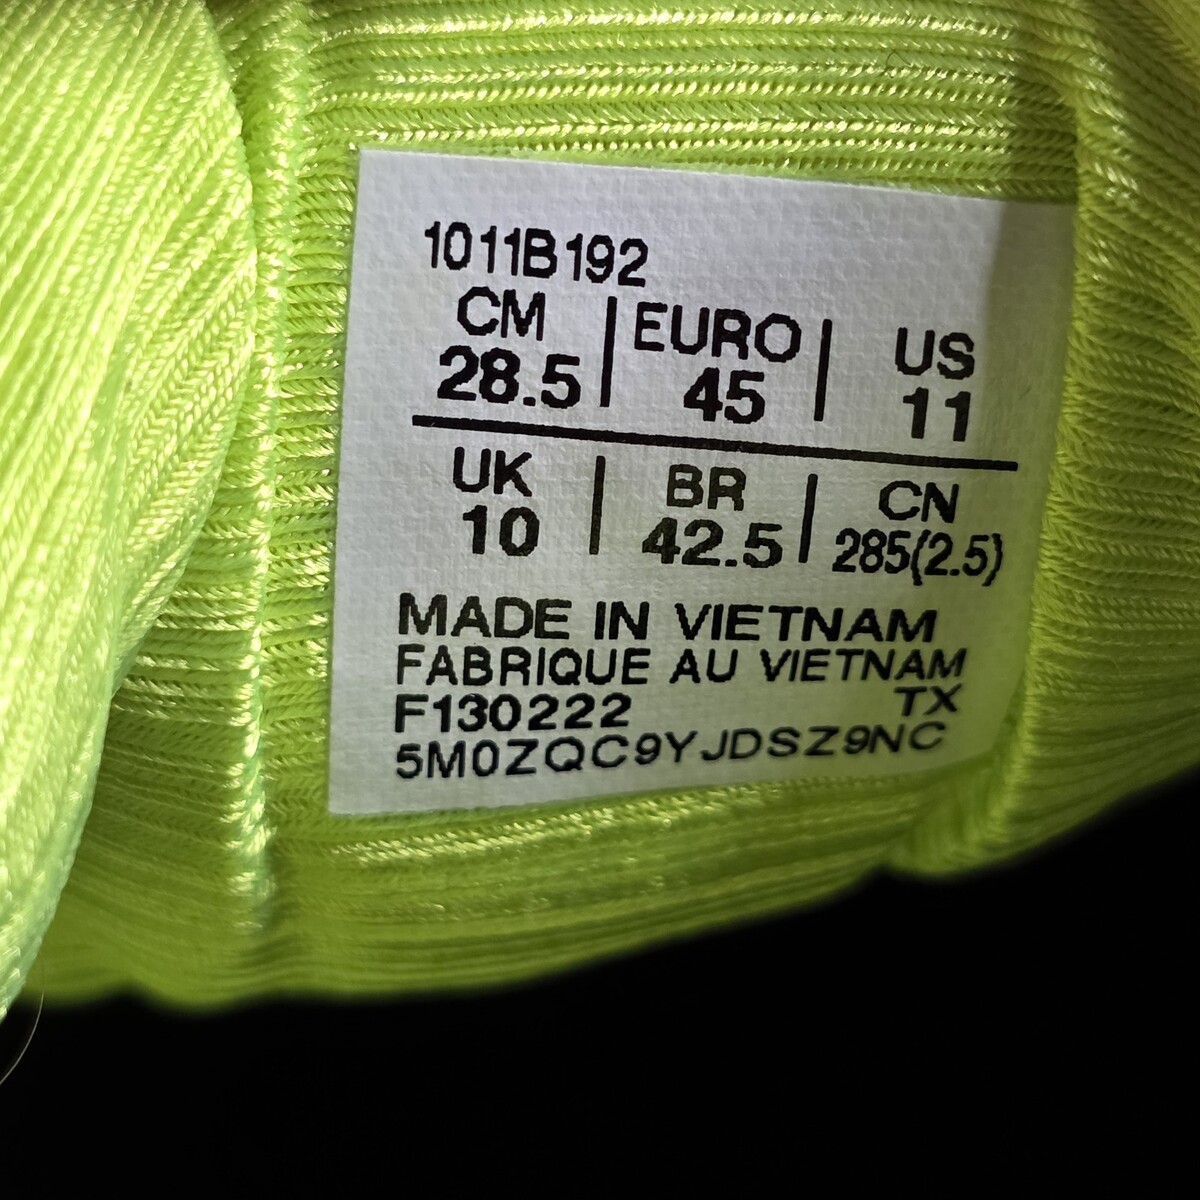 1011B192
CM | EURO | US
28.5 | 45 | 11
UK | BR | CN
10 | 42.5 | 285(2.5)
MADE IN VIETNAM
FABRIQUE AU VIETNAM
F130222 TX
5M0ZQC9YJDSZ9NC